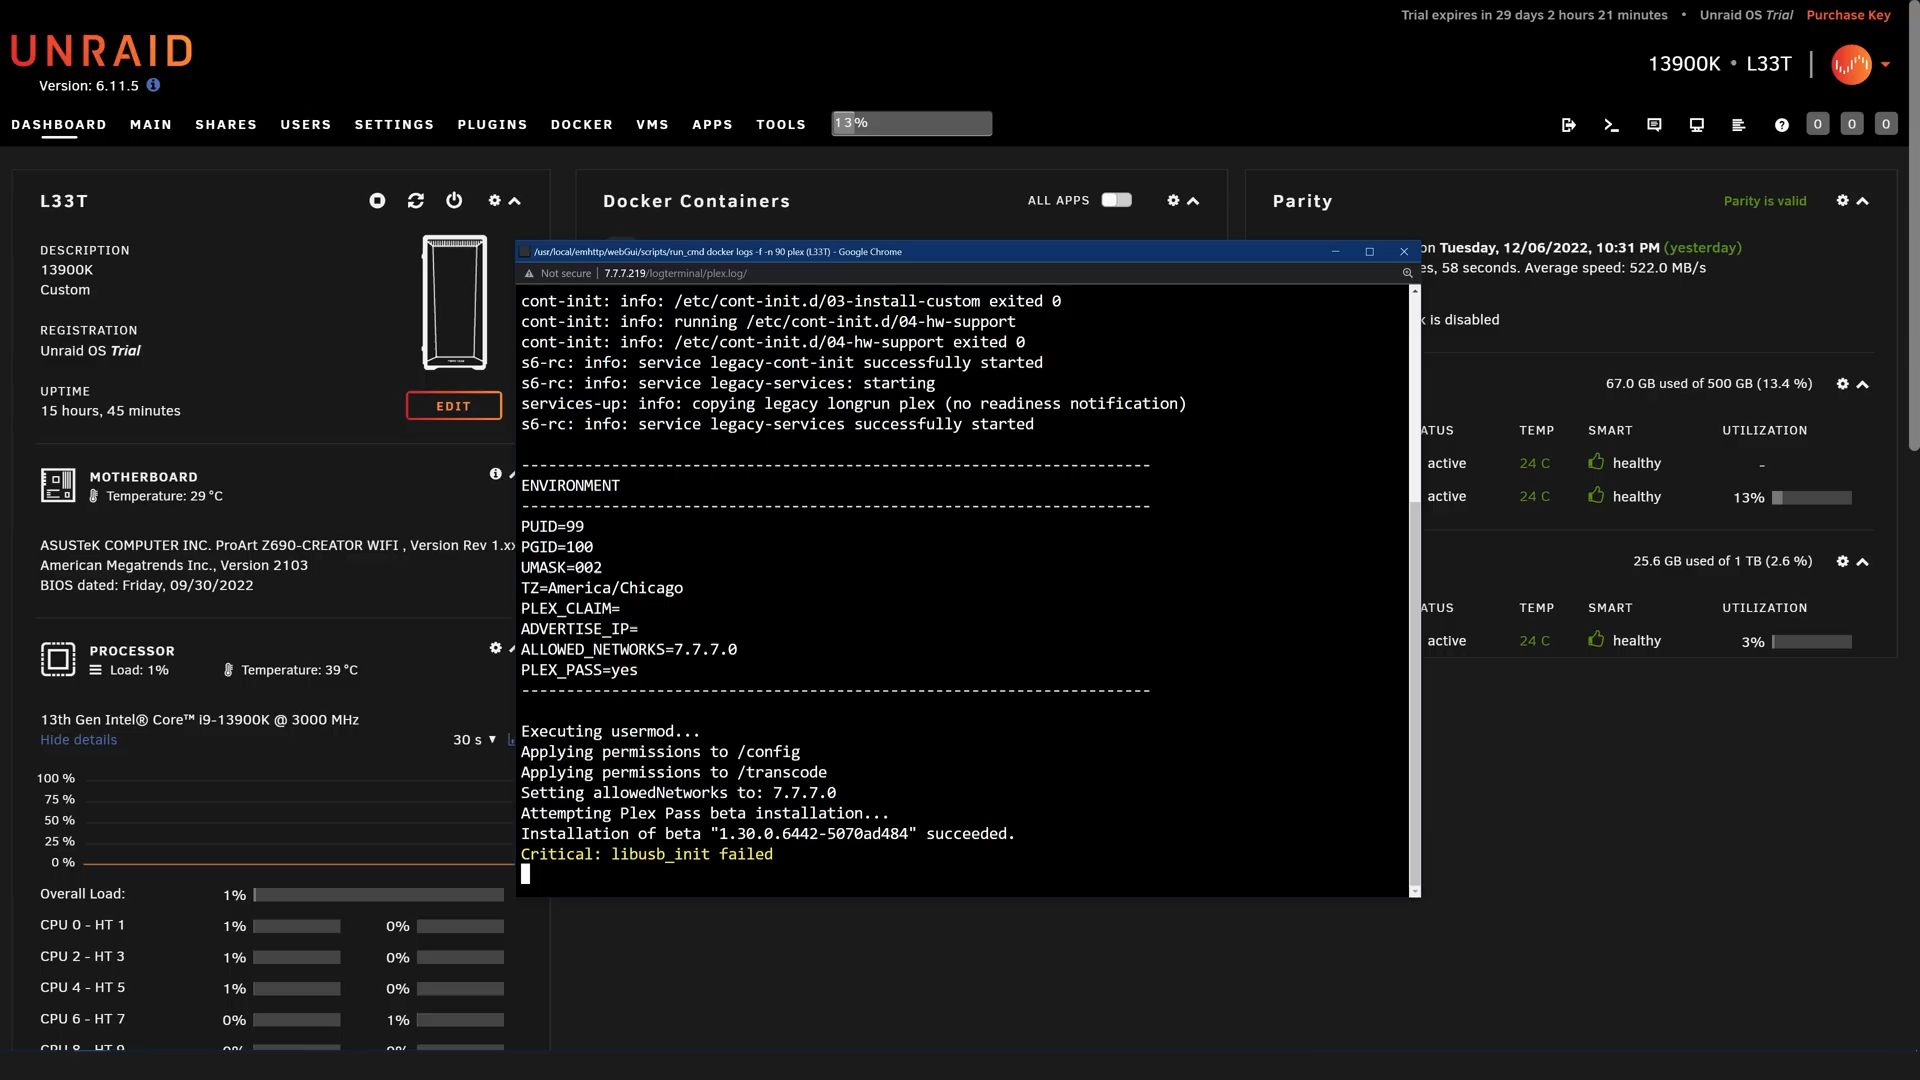 Trial expires in 29 days 2 hours 21 minutes • Unraid OS Trial Purchase Key
UNRAID
Version: 6.11.5
13900K • L33T
DASHBOARD MAIN SHARES USERS SETTINGS PLUGINS DOCKER VMS APPS TOOLS 13%
0 0 0
L33T
DESCRIPTION
13900K
Custom
REGISTRATION
Unraid OS Trial
UPTIME
15 hours, 45 minutes
EDIT
MOTHERBOARD
Temperature: 29 °C
ASUSTeK COMPUTER INC. ProArt Z690-CREATOR WIFI , Version Rev 1.xx
American Megatrends Inc., Version 2103
BIOS dated: Friday, 09/30/2022
PROCESSOR
Load: 1% Temperature: 39 °C
13th Gen Intel® Core™ i9-13900K @ 3000 MHz
Hide details 30 s
100 %
75 %
50 %
25 %
0 %
Overall Load: 1%
CPU 0 - HT 1 1% 0%
CPU 2 - HT 3 1% 0%
CPU 4 - HT 5 1% 0%
CPU 6 - HT 7 0% 1%
CPU 8 - HT 9 0% 0%
Docker Containers
ALL APPS
/usr/local/emhttp/webGui/scripts/run_cmd docker logs -f -n 90 plex (L33T) - Google Chrome
Not secure | 7.7.7.219/logterminal/plex.log/
cont-init: info: /etc/cont-init.d/03-install-custom exited 0
cont-init: info: running /etc/cont-init.d/04-hw-support
cont-init: info: /etc/cont-init.d/04-hw-support exited 0
s6-rc: info: service legacy-cont-init successfully started
s6-rc: info: service legacy-services: starting
services-up: info: copying legacy longrun plex (no readiness notification)
s6-rc: info: service legacy-services successfully started
----------------------------------------------------------------------
ENVIRONMENT
----------------------------------------------------------------------
PUID=99
PGID=100
UMASK=002
TZ=America/Chicago
PLEX_CLAIM=
ADVERTISE_IP=
ALLOWED_NETWORKS=7.7.7.0
PLEX_PASS=yes
----------------------------------------------------------------------
Executing usermod...
Applying permissions to /config
Applying permissions to /transcode
Setting allowedNetworks to: 7.7.7.0
Attempting Plex Pass beta installation...
Installation of beta "1.30.0.6442-5070ad484" succeeded.
Critical: libusb_init failed
Parity
Parity is valid
on Tuesday, 12/06/2022, 10:31 PM (yesterday)
es, 58 seconds. Average speed: 522.0 MB/s
k is disabled
67.0 GB used of 500 GB (13.4 %)
ATUS TEMP SMART UTILIZATION
active 24 C healthy -
active 24 C healthy 13%
25.6 GB used of 1 TB (2.6 %)
ATUS TEMP SMART UTILIZATION
active 24 C healthy 3%